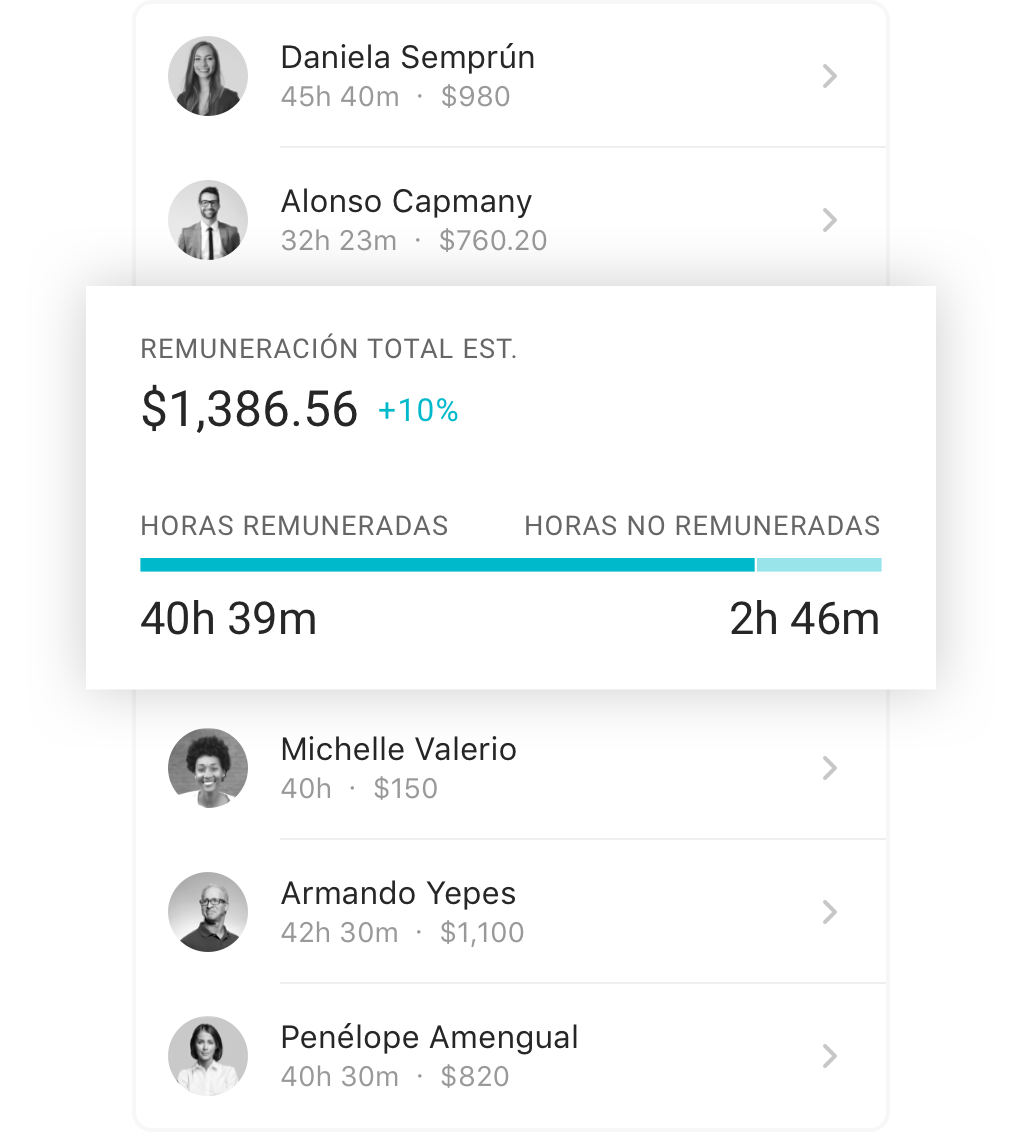 Daniela Semprún
45h 40m · $980
Alonso Capmany
32h 23m · $760.20
REMUNERACIÓN TOTAL EST.
$1,386.56 +10%
HORAS REMUNERADAS HORAS NO REMUNERADAS
40h 39m 2h 46m
Michelle Valerio
40h · $150
Armando Yepes
42h 30m · $1,100
Penélope Amengual
40h 30m · $820